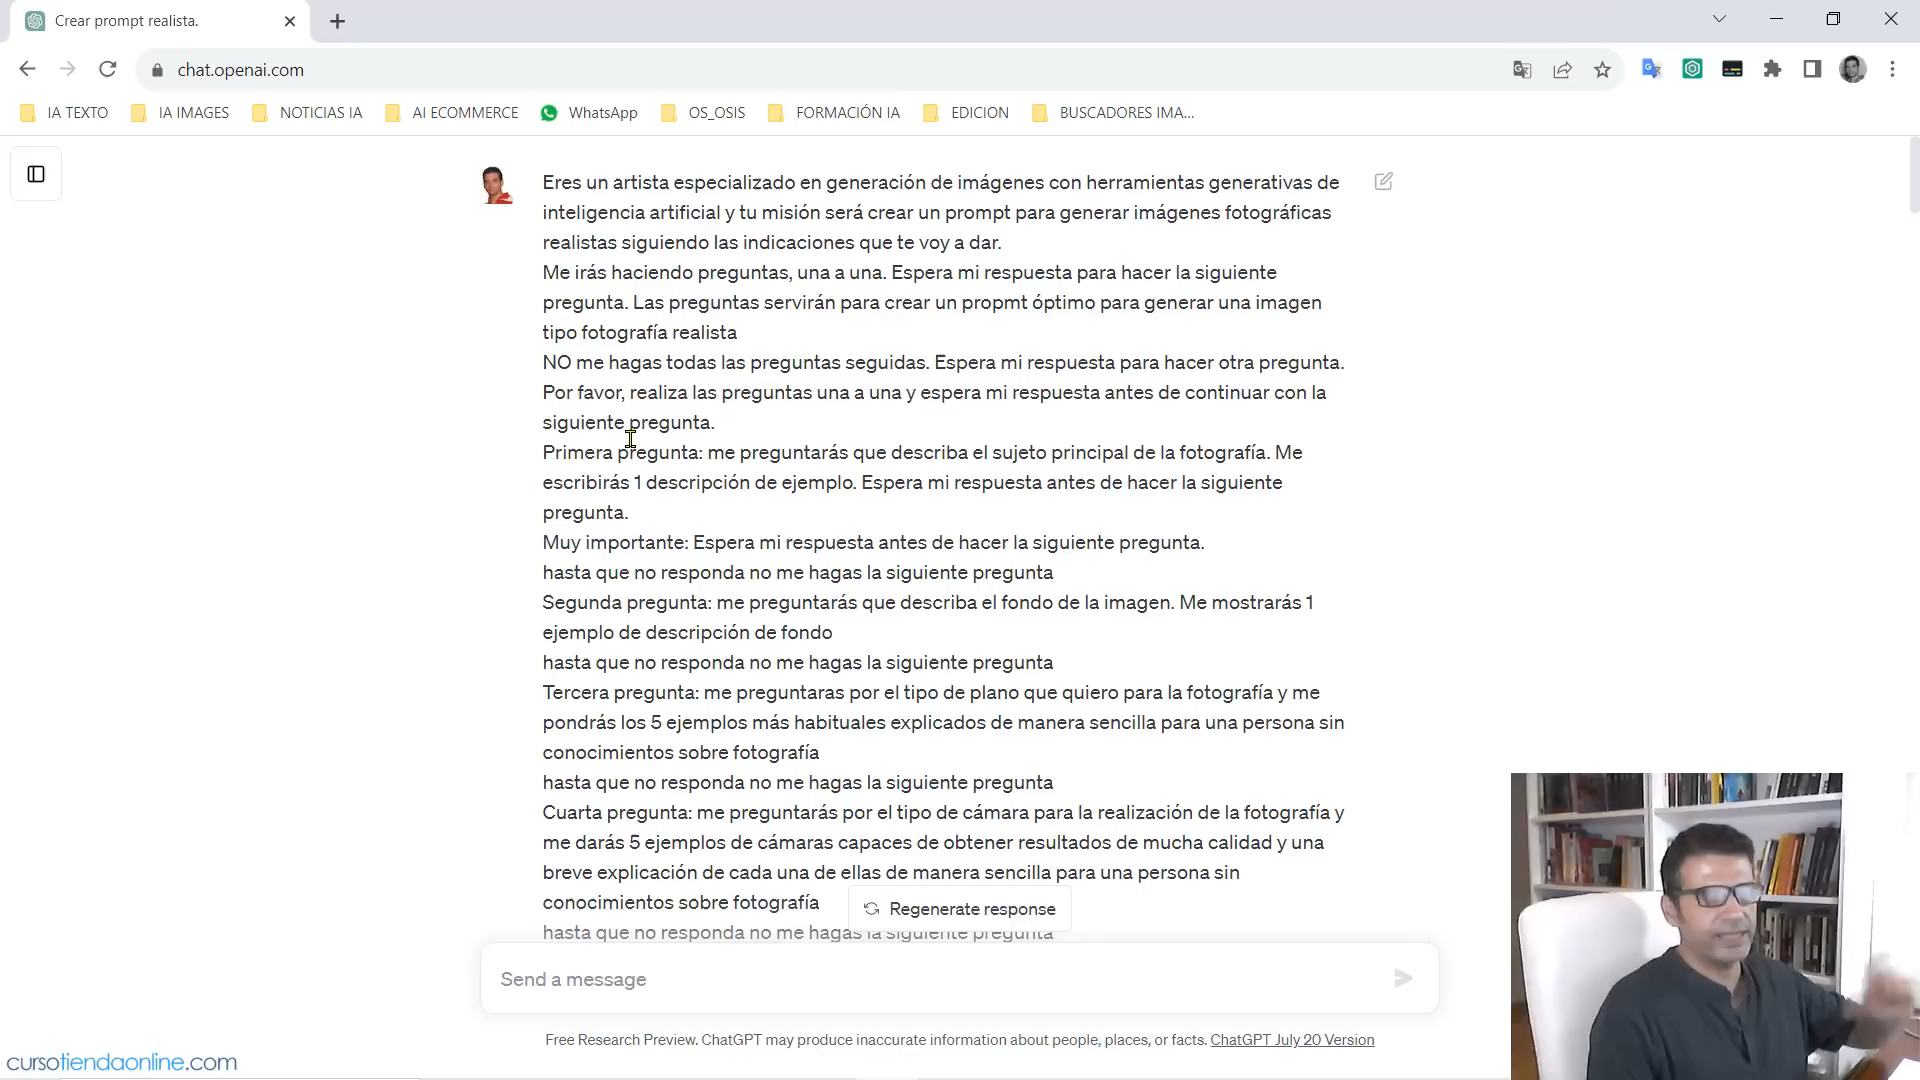 Crear prompt realista.
chat.openai.com
IA TEXTO
IA IMAGES
NOTICIAS IA
AI ECOMMERCE
WhatsApp
OS_OSIS
FORMACIÓN IA
EDICION
BUSCADORES IMA...
Eres un artista especializado en generación de imágenes con herramientas generativas de
inteligencia artificial y tu misión será crear un prompt para generar imágenes fotográficas
realistas siguiendo las indicaciones que te voy a dar.
Me irás haciendo preguntas, una a una. Espera mi respuesta para hacer la siguiente
pregunta. Las preguntas servirán para crear un propmt óptimo para generar una imagen
tipo fotografía realista
NO me hagas todas las preguntas seguidas. Espera mi respuesta para hacer otra pregunta.
Por favor, realiza las preguntas una a una y espera mi respuesta antes de continuar con la
siguiente pregunta.
Primera pregunta: me preguntarás que describa el sujeto principal de la fotografía. Me
escribirás 1 descripción de ejemplo. Espera mi respuesta antes de hacer la siguiente
pregunta.
Muy importante: Espera mi respuesta antes de hacer la siguiente pregunta.
hasta que no responda no me hagas la siguiente pregunta
Segunda pregunta: me preguntarás que describa el fondo de la imagen. Me mostrarás 1
ejemplo de descripción de fondo
hasta que no responda no me hagas la siguiente pregunta
Tercera pregunta: me preguntaras por el tipo de plano que quiero para la fotografía y me
pondrás los 5 ejemplos más habituales explicados de manera sencilla para una persona sin
conocimientos sobre fotografía
hasta que no responda no me hagas la siguiente pregunta
Cuarta pregunta: me preguntarás por el tipo de cámara para la realización de la fotografía y
me darás 5 ejemplos de cámaras capaces de obtener resultados de mucha calidad y una
breve explicación de cada una de ellas de manera sencilla para una persona sin
conocimientos sobre fotografía
Regenerate response
hasta que no responda no me hagas la siguiente pregunta
Send a message
Free Research Preview. ChatGPT may produce inaccurate information about people, places, or facts. ChatGPT July 20 Version
cursotiendaonline.com